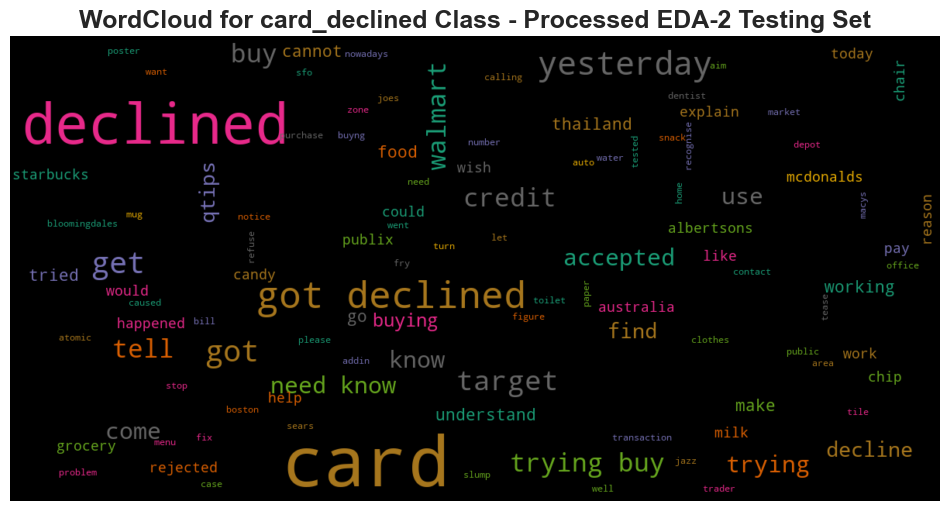 WordCloud for card_declined Class - Processed EDA-2 Testing Set
poster
buy
cannot
nowadays
yesterday
today
want
sfo
calling
aim
chair
declined
zone
joes
walmart
dentist
explain
market
purchase
buyng
number
thailand
snack
recognise
tested
depot
food
auto
water
starbucks
qtips
need
wish
credit
home
use
mcdonalds
macys
reason
bloomingdales
mug
notice
could
went
albertsons
refuse
publix
turn
let
pay
tried
get
candy
fry
accepted
like
contact
office
would
caused
got declined
toilet
paper
australia
working
tease
happened
bill
go
buying
figure
find
atomic
tell
got
please
clothes
public
work
addin
know
area
stop
need know
target
chip
help
boston
understand
make
tile
come
sears
transaction
milk
grocery
menu
fix
card
decline
problem
rejected
case
slump
trying buy
jazz
trying
well
trader